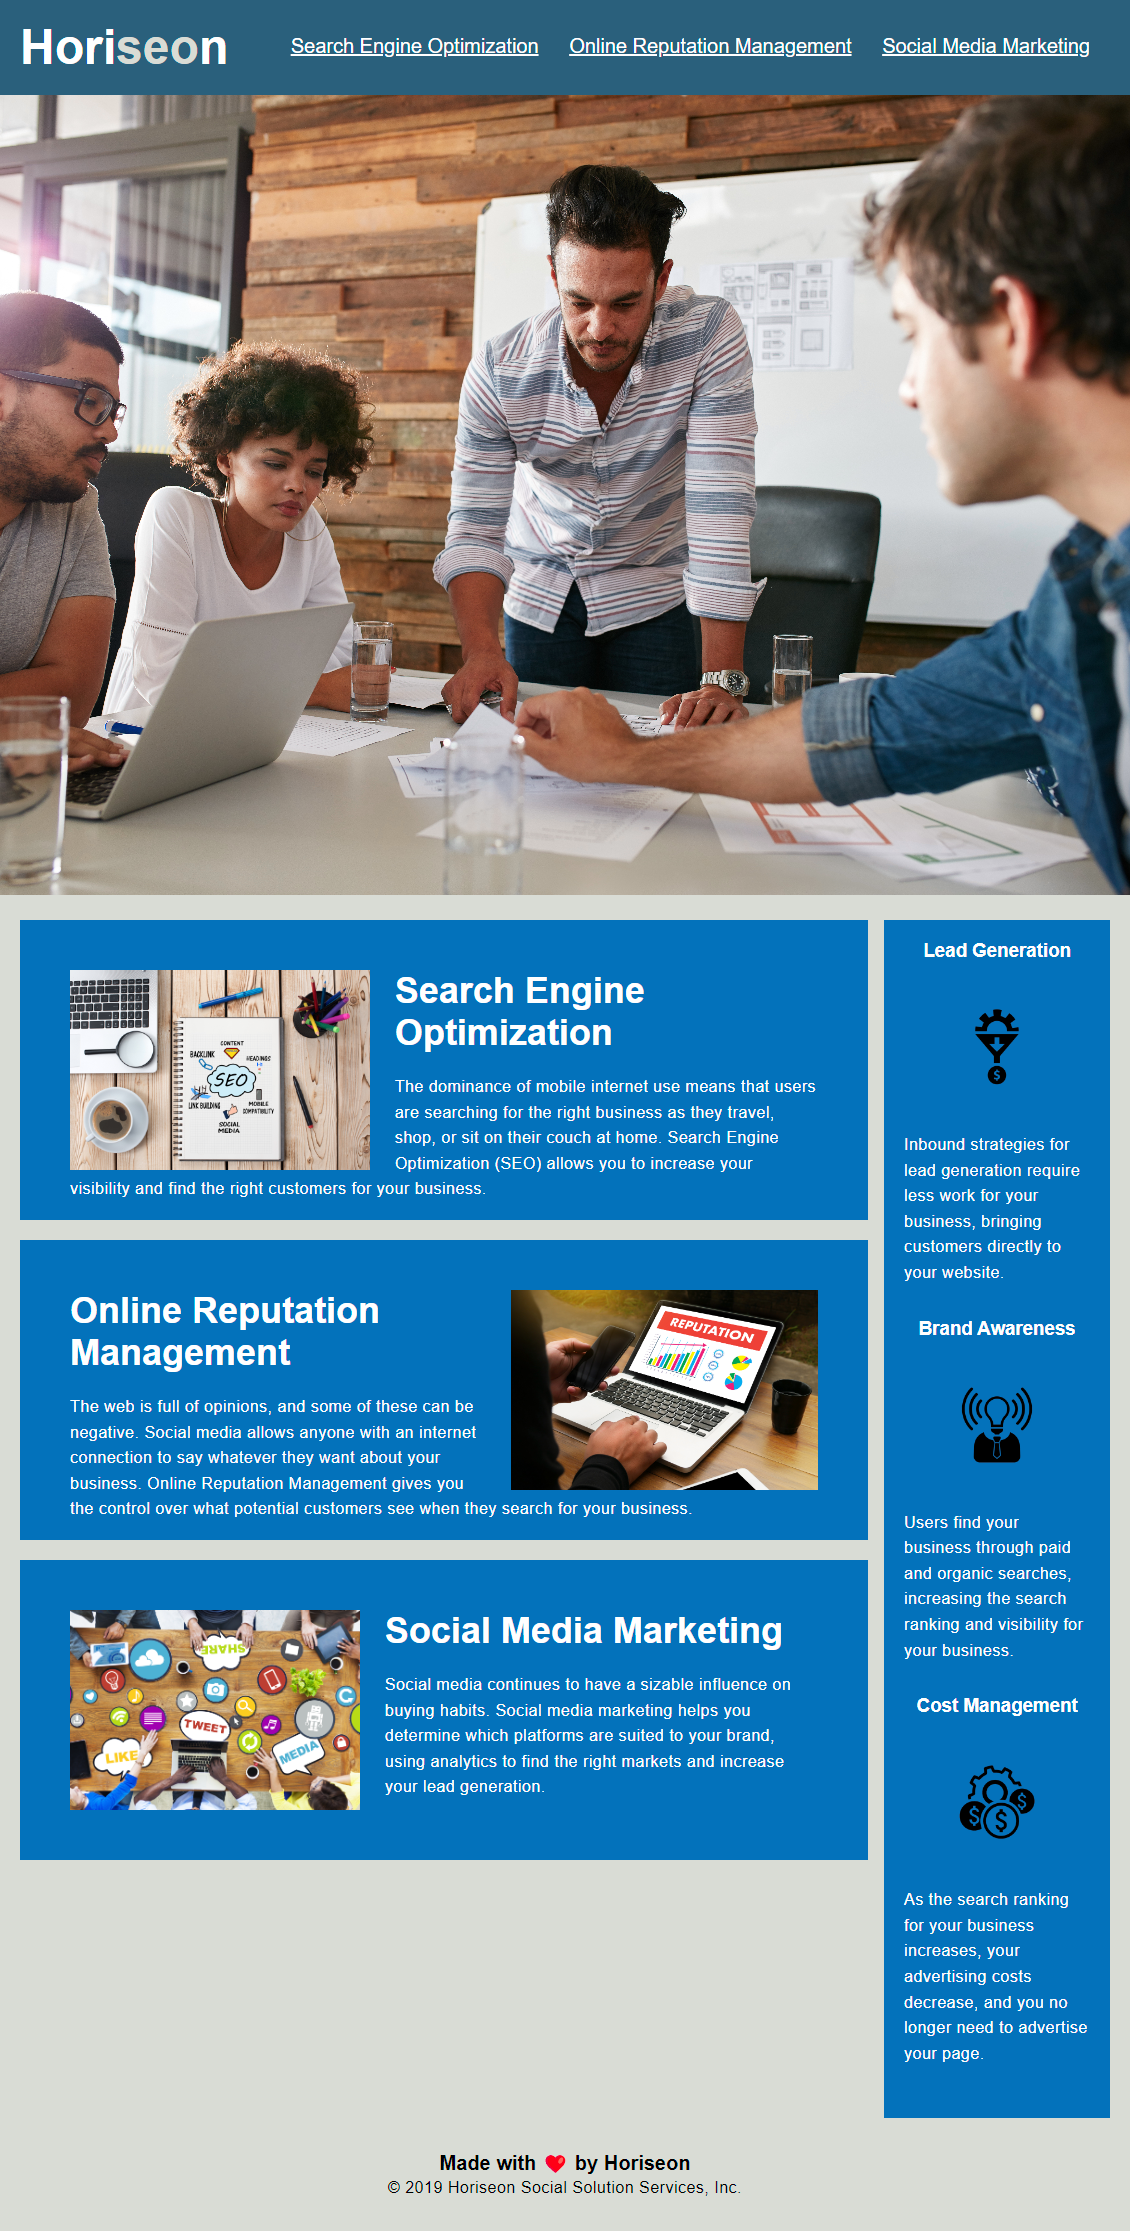 Horiseon
Search Engine Optimization
Online Reputation Management
Social Media Marketing
Search Engine
Optimization
CONTENT
BACKLINK
HEADINGS
SEO
LINK BUILDING
MOBILE
COMPATIBILITY
SOCIAL
MEDIA
The dominance of mobile internet use means that users
are searching for the right business as they travel,
shop, or sit on their couch at home. Search Engine
Optimization (SEO) allows you to increase your
visibility and find the right customers for your business.
Online Reputation
Management
REPUTATION
The web is full of opinions, and some of these can be
negative. Social media allows anyone with an internet
connection to say whatever they want about your
business. Online Reputation Management gives you
the control over what potential customers see when they search for your business.
Social Media Marketing
SHARE
TWEET
LIKE
MEDIA
Social media continues to have a sizable influence on
buying habits. Social media marketing helps you
determine which platforms are suited to your brand,
using analytics to find the right markets and increase
your lead generation.
Lead Generation
$
Inbound strategies for
lead generation require
less work for your
business, bringing
customers directly to
your website.
Brand Awareness
Users find your
business through paid
and organic searches,
increasing the search
ranking and visibility for
your business.
Cost Management
$ $ $
As the search ranking
for your business
increases, your
advertising costs
decrease, and you no
longer need to advertise
your page.
Made with ❤️ by Horiseon
© 2019 Horiseon Social Solution Services, Inc.